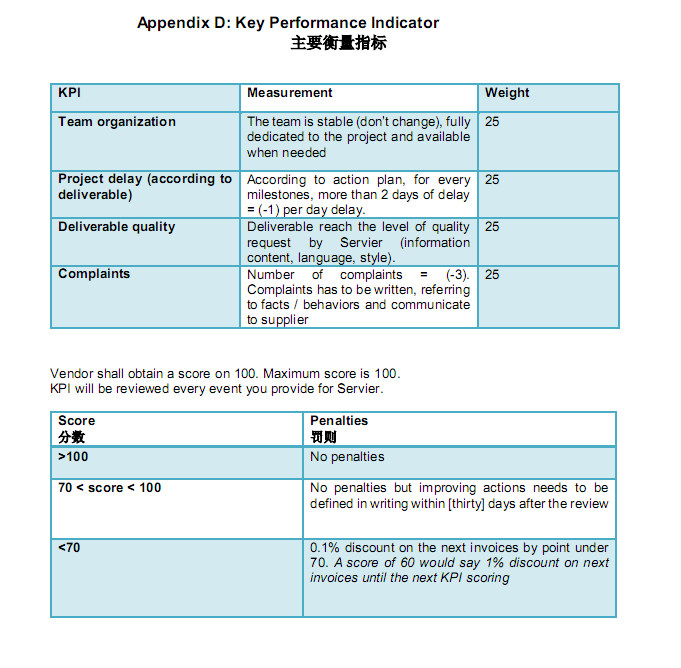 Appendix D: Key Performance Indicator
主要衡量指标
KPI
Measurement
Weight
Team organization
The team is stable (don't change), fully
dedicated to the project and available
when needed
25
Project delay (according to
deliverable)
According to action plan, for every
milestones, more than 2 days of delay
= (-1) per day delay.
25
Deliverable quality
Deliverable reach the level of quality
request by Servier (information
content, language, style).
25
Complaints
Number of complaints = (-3).
Complaints has to be written, referring
to facts / behaviors and communicate
to supplier
25
Vendor shall obtain a score on 100. Maximum score is 100.
KPI will be reviewed every event you provide for Servier.
Score
分数
Penalties
罚则
>100
No penalties
70 < score < 100
No penalties but improving actions needs to be
defined in writing within [thirty] days after the review
<70
0.1% discount on the next invoices by point under
70. A score of 60 would say 1% discount on next
invoices until the next KPI scoring